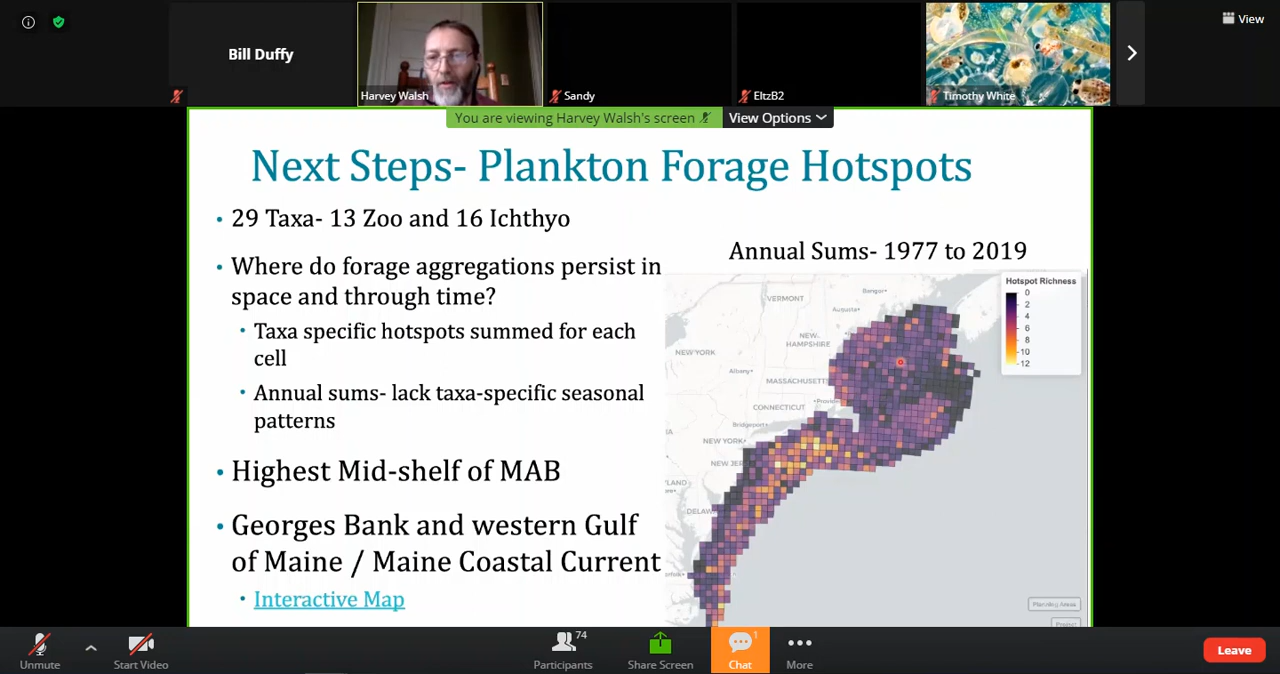 View
Bill Duffy
Harvey Walsh
Sandy
EltzB2
Timothy White
You are viewing Harvey Walsh's screen
View Options
Next Steps- Plankton Forage Hotspots
• 29 Taxa- 13 Zoo and 16 Ichthyo
• Where do forage aggregations persist in
space and through time?
• Taxa specific hotspots summed for each
cell
• Annual sums- lack taxa-specific seasonal
patterns
• Highest Mid-shelf of MAB
• Georges Bank and western Gulf
of Maine / Maine Coastal Current
• Interactive Map
Annual Sums- 1977 to 2019
Hotspot Richness
0
2
4
6
8
10
12
VERMONT
Bangor
Augusta
NEW
HAMPSHIRE
NEW YORK
Albany
MASSACHUSETTS
CONNECTICUT
Bridgeport
NEW YORK
NEW JER
DELAW
Planning Areas
Unmute
Start Video
74
Participants
Share Screen
1
Chat
More
Leave